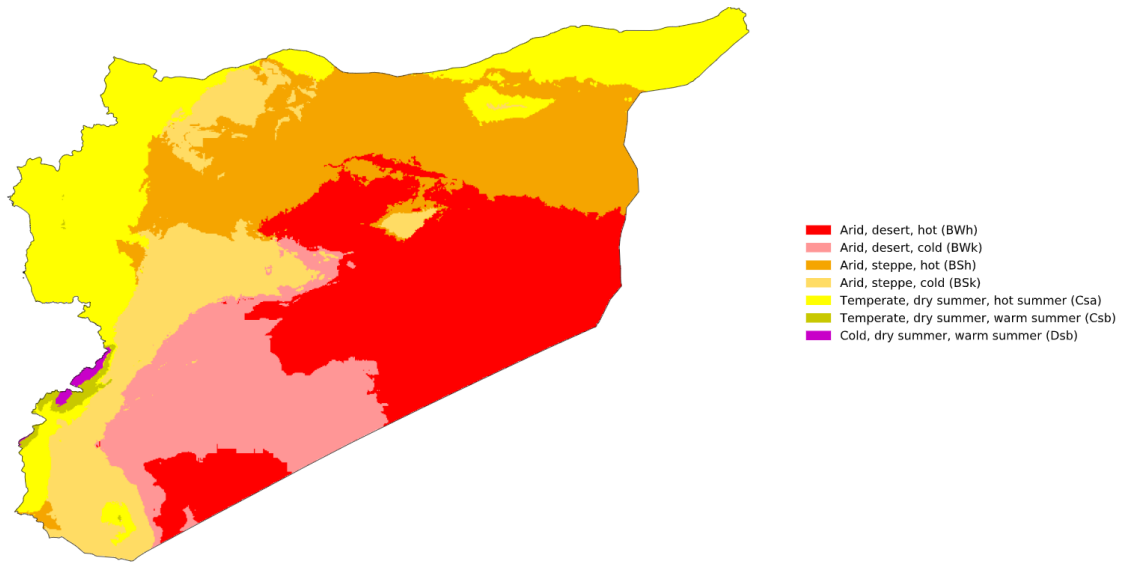 Arid, desert, hot (BWh)
Arid, desert, cold (BWk)
Arid, steppe, hot (BSh)
Arid, steppe, cold (BSk)
Temperate, dry summer, hot summer (Csa)
Temperate, dry summer, warm summer (Csb)
Cold, dry summer, warm summer (Dsb)